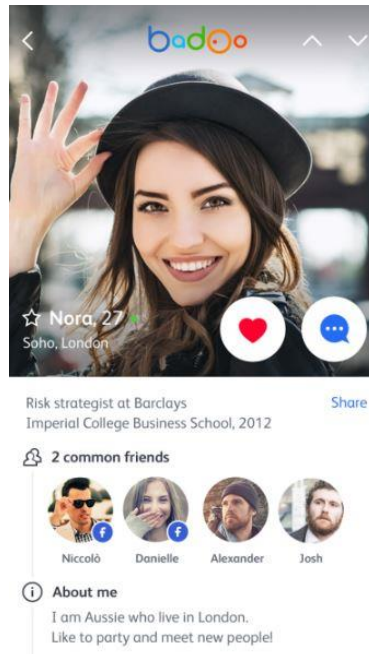 badoo
Nora, 27
Soho, London
Risk strategist at Barclays
Share
Imperial College Business School, 2012
2 common friends
Niccolò
Danielle
Alexander
Josh
About me
I am Aussie who live in London.
Like to party and meet new people!